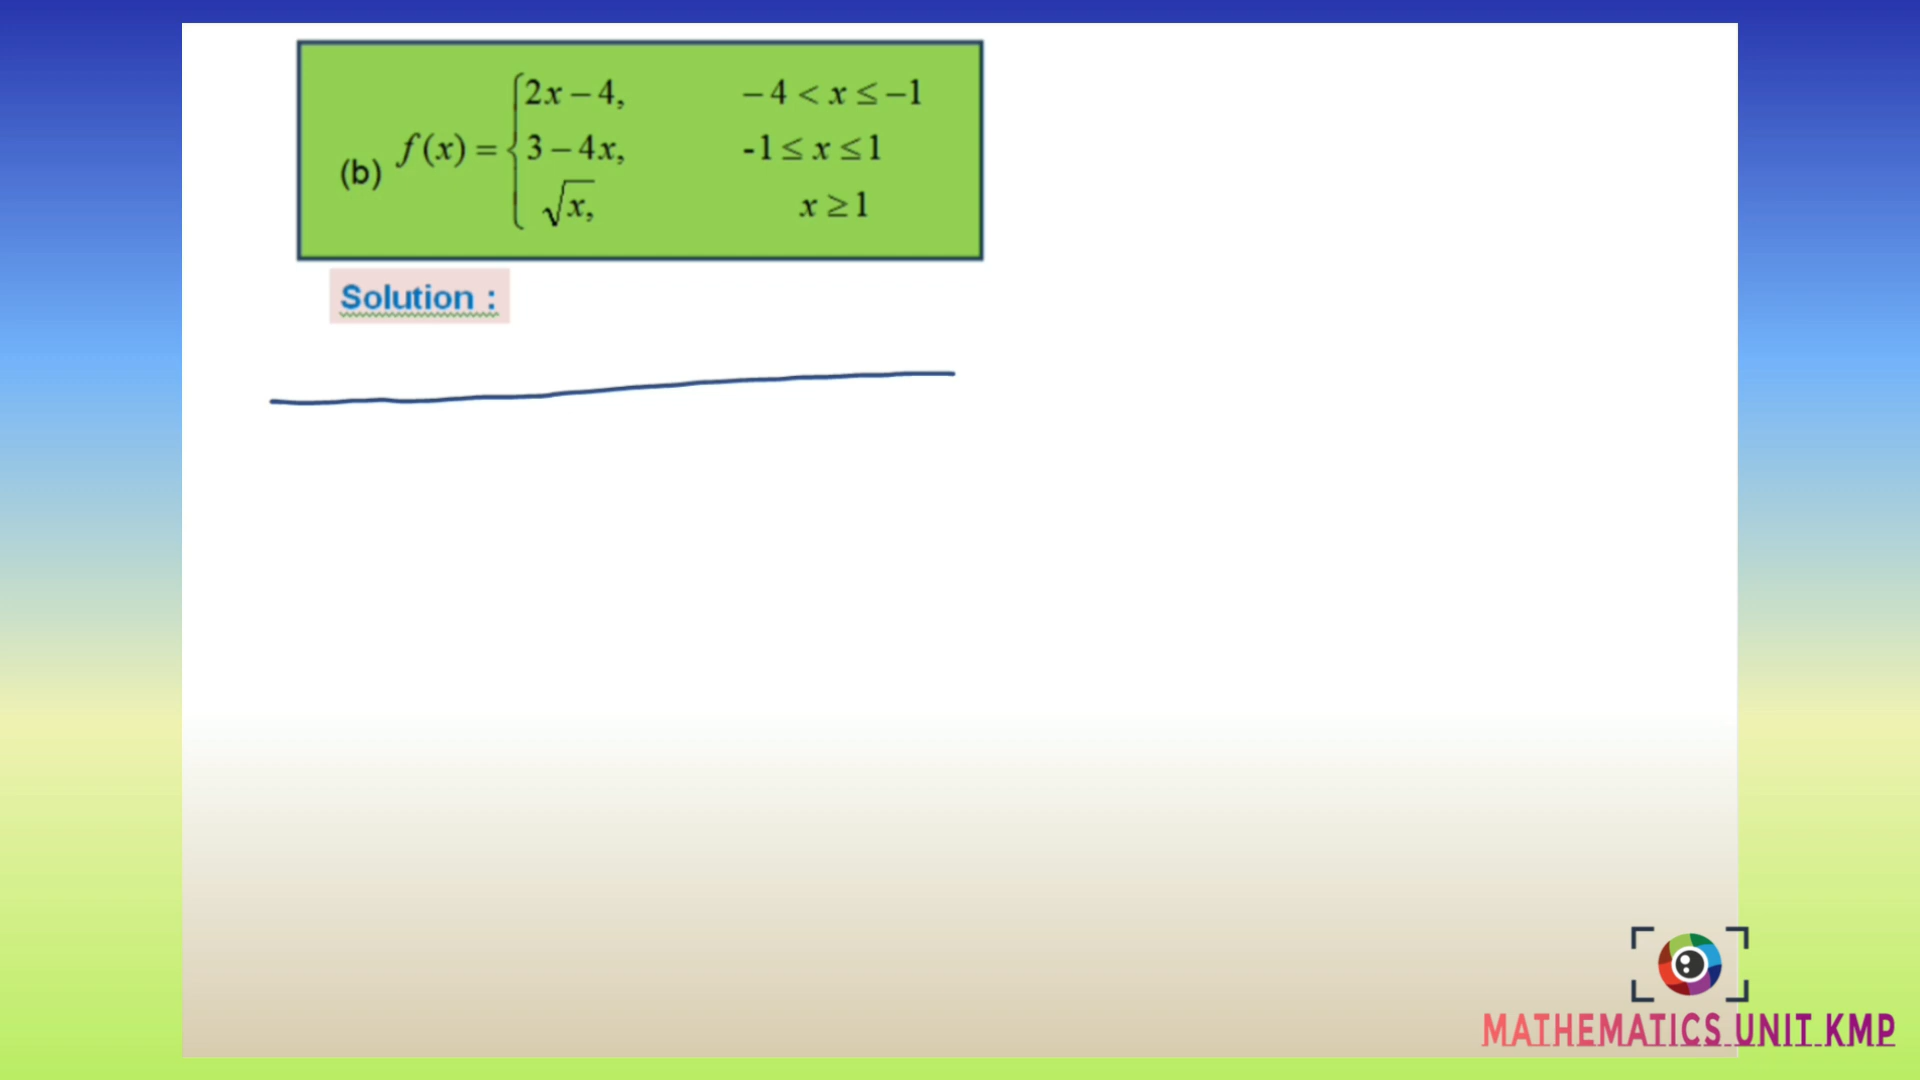 (b) f(x) = { 2x – 4, – 4 < x ≤ –1
3 – 4x, -1 ≤ x ≤ 1
√x, x ≥ 1
Solution :
MATHEMATICS UNIT KMP